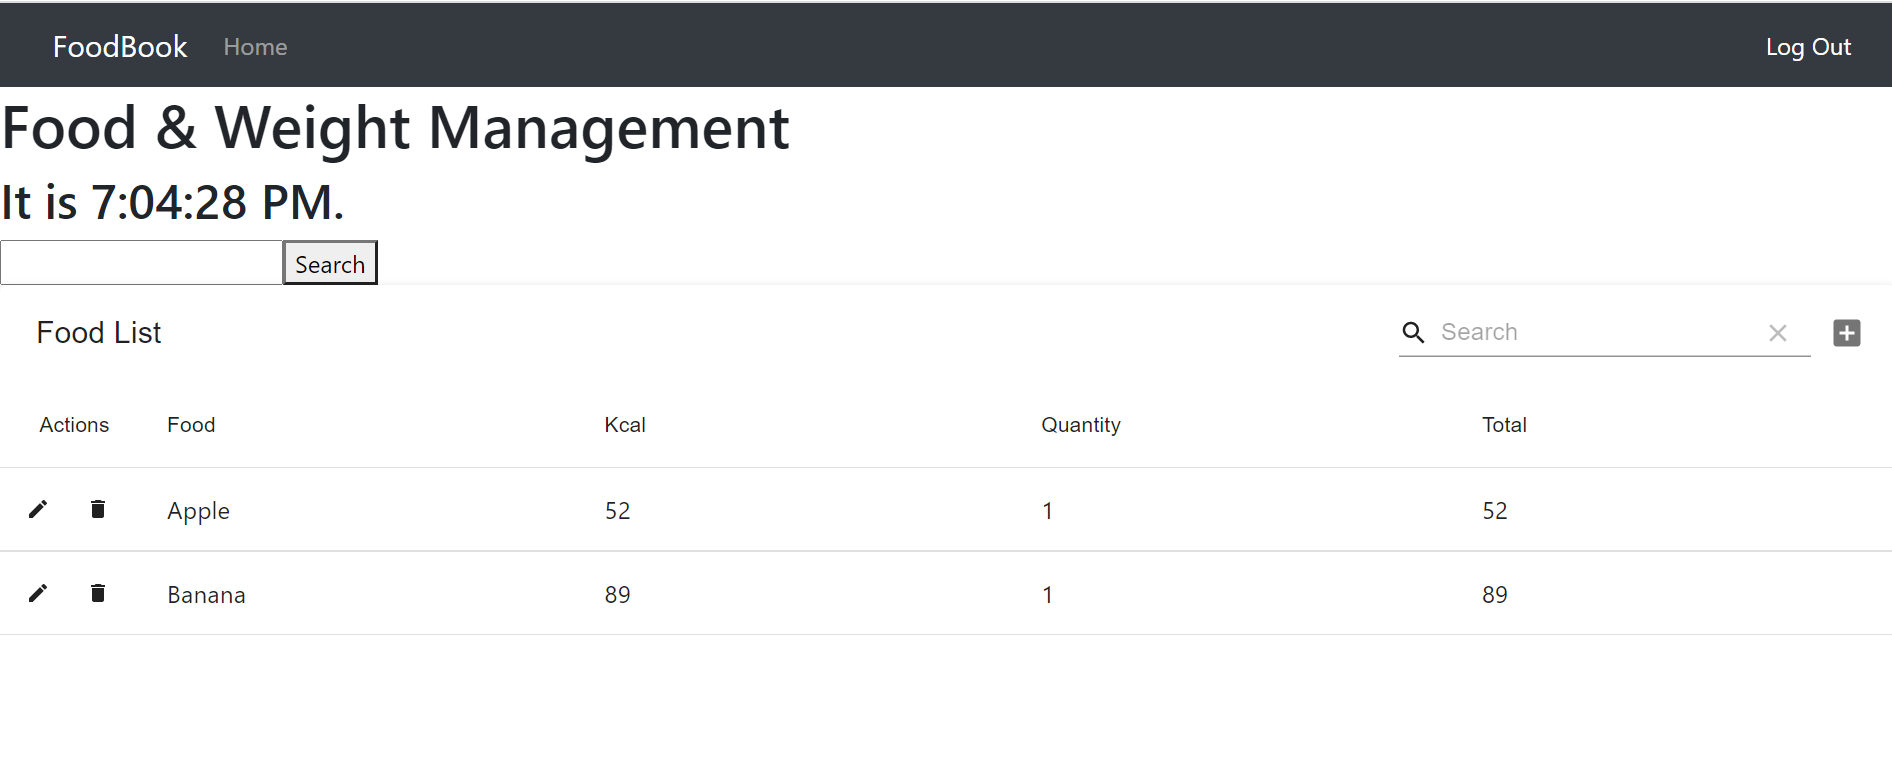 FoodBook Home Log Out
Food & Weight Management
It is 7:04:28 PM.
Search
Food List Search
Actions Food Kcal Quantity Total
Apple 52 1 52
Banana 89 1 89